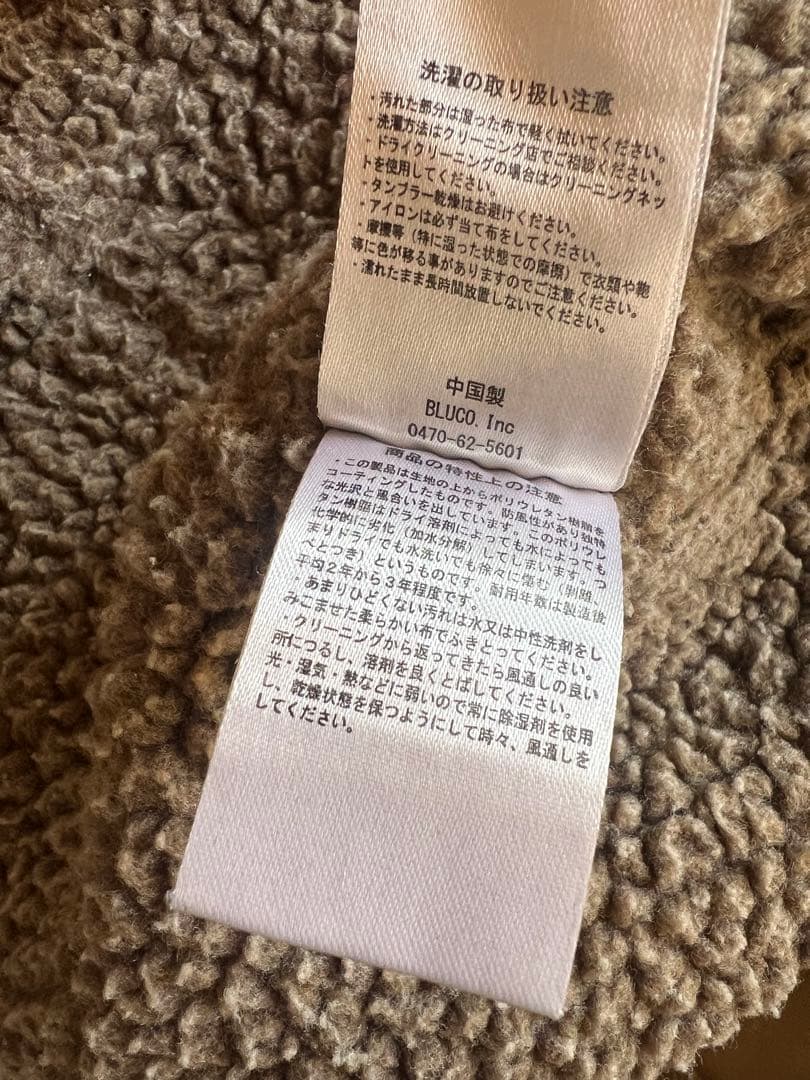 洗濯の取り扱い注意
・汚れた部分は湿った布で軽く拭いてください。
・洗濯方法はクリーニング店でご相談ください。
・ドライクリーニングの場合はクリーニングネッ
トを使用してください。
・タンブラー乾燥はお避けください。
・アイロンは必ず当て布をしてください。
・摩擦等（特に湿った状態での摩擦）で衣類や鞄
等に色が移る事がありますのでご注意ください。
・濡れたまま長時間放置しないでください。
中国製
BLUCO.Inc
0470-62-5601
商品の特性上の注意
・この製品は生地の上からポリウレタン樹脂を
コーティングしたものです。防風性があり独特
な光沢と風合いを出しています。このポリウレ
タン樹脂はドライ溶剤によっても水によっても
化学的に劣化（加水分解）してしまいます。つ
まりドライでも水洗いでも徐々に傷む（剥離、
べとつき）というものです。耐用年数は製造後
平均2年から3年程度です。
・あまりひどくない汚れは水又は中性洗剤をし
みこませた柔らかい布でふきとってください。
・クリーニングから返ってきたら風通しの良い
所につるし、溶剤を良くとばしてください。
光・湿気・熱などに弱いので常に除湿剤を使用
し、乾燥状態を保つようにして時々、風通しを
してください。